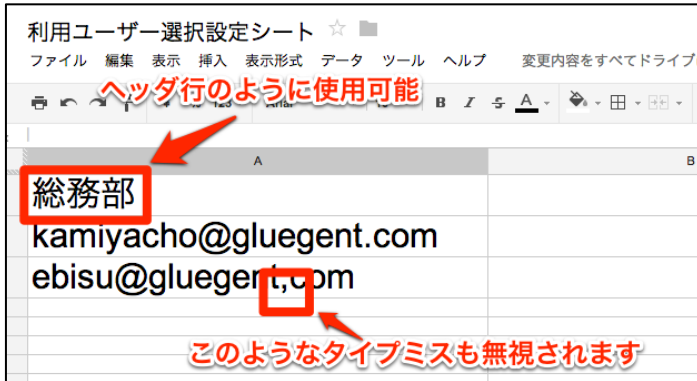 利用ユーザー選択設定シート
ファイル 編集 表示 挿入 表示形式 データ ツール ヘルプ 変更内容をすべてドライブ
ヘッダ行のように使用可能
B I S A
A B
総務部
kamiyacho@gluegent.com
ebisu@gluegent,com
このようなタイプミスも無視されます